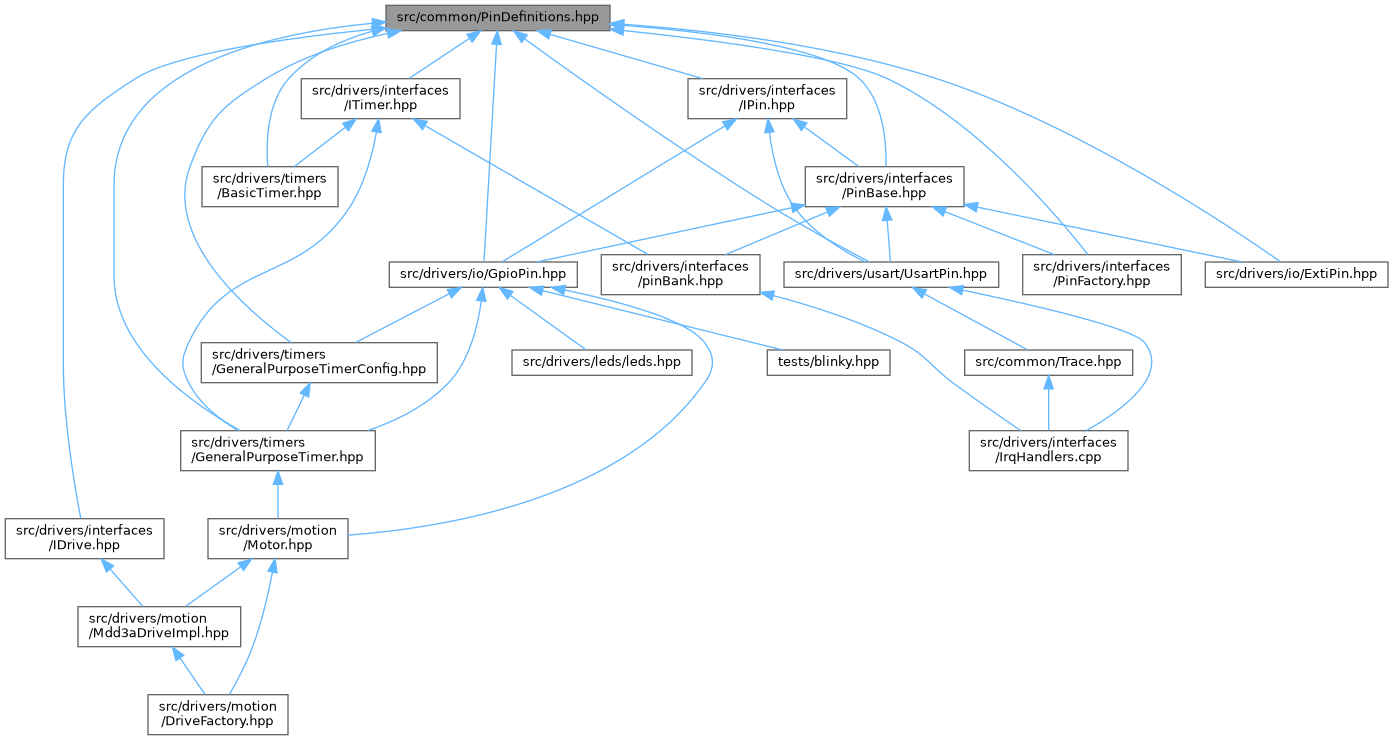 src/common/PinDefinitions.hpp
src/drivers/interfaces
/ITimer.hpp
src/drivers/interfaces
/IPin.hpp
src/drivers/timers
/BasicTimer.hpp
src/drivers/interfaces
/PinBase.hpp
src/drivers/io/GpioPin.hpp
src/drivers/interfaces
/pinBank.hpp
src/drivers/usart/UsartPin.hpp
src/drivers/interfaces
/PinFactory.hpp
src/drivers/io/ExtiPin.hpp
src/drivers/timers
/GeneralPurposeTimerConfig.hpp
src/drivers/leds/leds.hpp
tests/blinky.hpp
src/common/Trace.hpp
src/drivers/timers
/GeneralPurposeTimer.hpp
src/drivers/interfaces
/IrqHandlers.cpp
src/drivers/interfaces
/IDrive.hpp
src/drivers/motion
/Motor.hpp
src/drivers/motion
/Mdd3aDriveImpl.hpp
src/drivers/motion
/DriveFactory.hpp